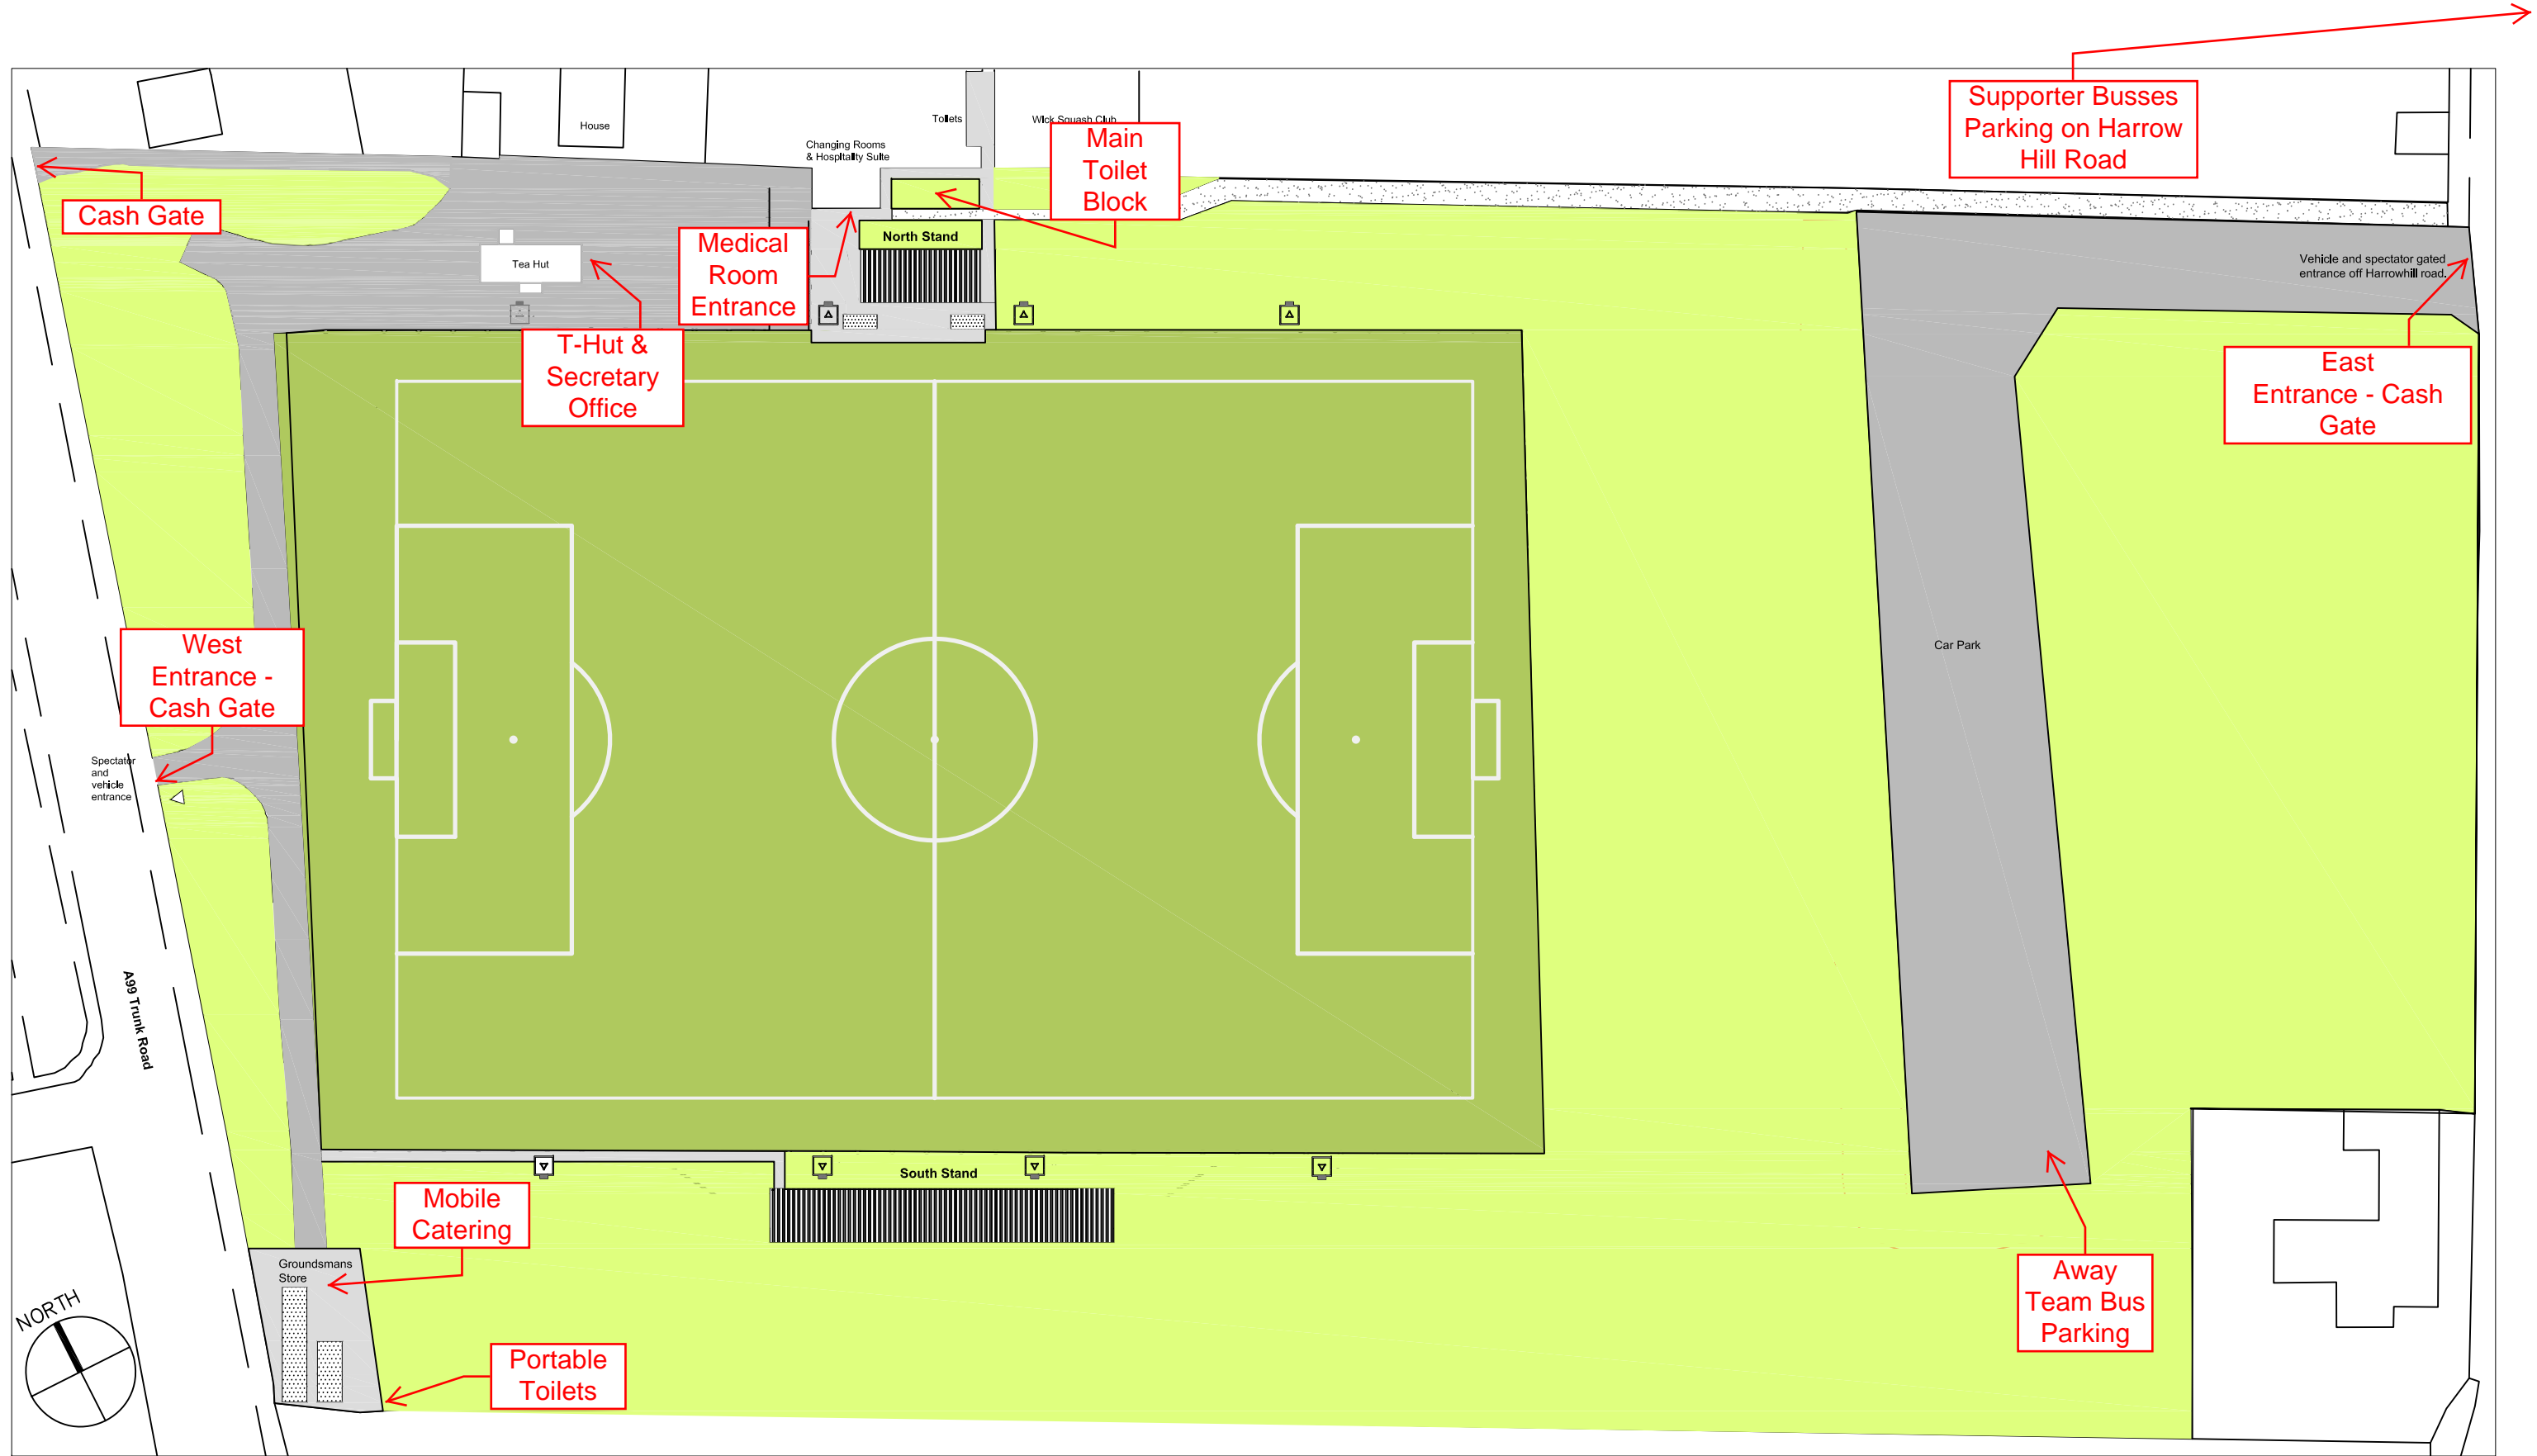 Supporter Busses
Parking on Harrow
Hill Road
House
Toilets
Wick Squash Club
Changing Rooms
& Hospitality Suite
Main
Toilet
Block
Cash Gate
North Stand
Medical
Room
Entrance
Tea Hut
Vehicle and spectator gated
entrance off Harrowhill road.
T-Hut &
Secretary
Office
East
Entrance - Cash
Gate
West
Entrance -
Cash Gate
Car Park
Spectator
and
vehicle
entrance
A99 Trunk Road
South Stand
Mobile
Catering
Groundsmans
Store
Away
Team Bus
Parking
NORTH
Portable
Toilets